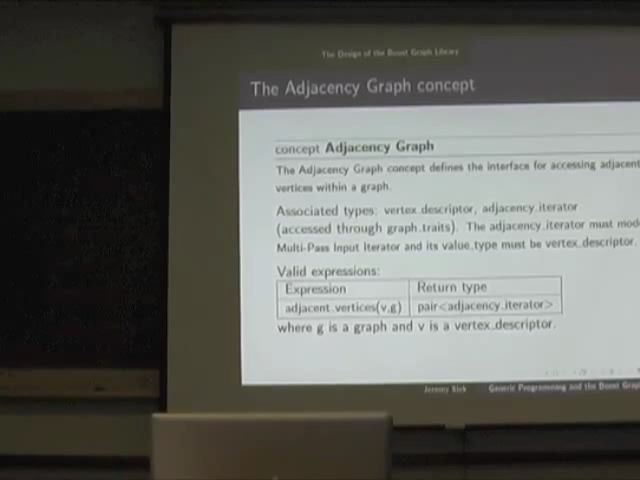 The Design of the Boost Graph Library
The Adjacency Graph concept
concept Adjacency Graph
The Adjacency Graph concept defines the interface for accessing adjacent
vertices within a graph.
Associated types: vertex_descriptor, adjacency_iterator
(accessed through graph_traits). The adjacency_iterator must mod
Multi-Pass Input Iterator and its value_type must be vertex_descriptor.
Valid expressions:
Expression Return type
adjacent_vertices(v,g) pair<adjacency_iterator>
where g is a graph and v is a vertex_descriptor.
Jeremy Siek Generic Programming and the Boost Grap